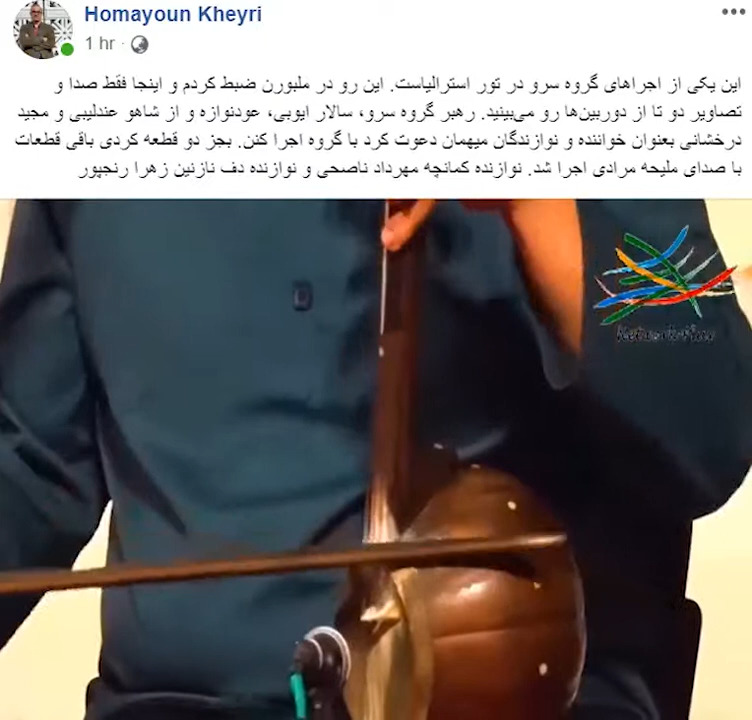 Homayoun Kheyri
1 hr ·
این یکی از اجراهای گروه سرو در تور استرالیاست. این رو در ملبورن ضبط کردم و اینجا فقط صدا و
تصاویر دو تا از دوربین‌ها رو می‌بینید. رهبر گروه سرو، سالار ایوبی، عودنوازه و از شاهو عندلیبی و مجید
درخشانی بعنوان خواننده و نوازندگان میهمان دعوت کرد با گروه اجرا کنن. بجز دو قطعه کردی باقی قطعات
با صدای ملیحه مرادی اجرا شد. نوازنده کمانچه مهرداد ناصحی و نوازنده دف نازنین زهرا رنجپور